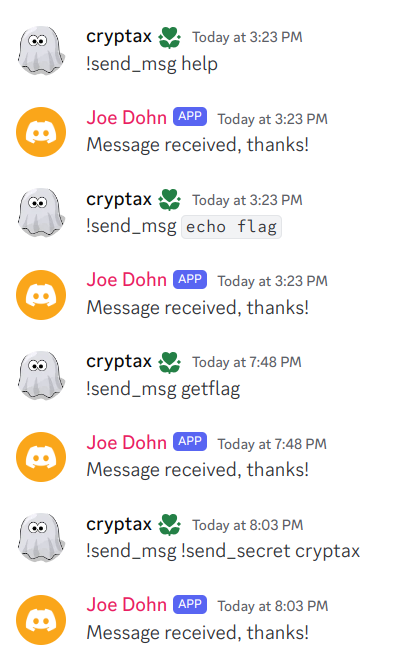 cryptax Today at 3:23 PM
!send_msg help
Joe Dohn APP Today at 3:23 PM
Message received, thanks!
cryptax Today at 3:23 PM
!send_msg echo flag
Joe Dohn APP Today at 3:23 PM
Message received, thanks!
cryptax Today at 7:48 PM
!send_msg getflag
Joe Dohn APP Today at 7:48 PM
Message received, thanks!
cryptax Today at 8:03 PM
!send_msg !send_secret cryptax
Joe Dohn APP Today at 8:03 PM
Message received, thanks!